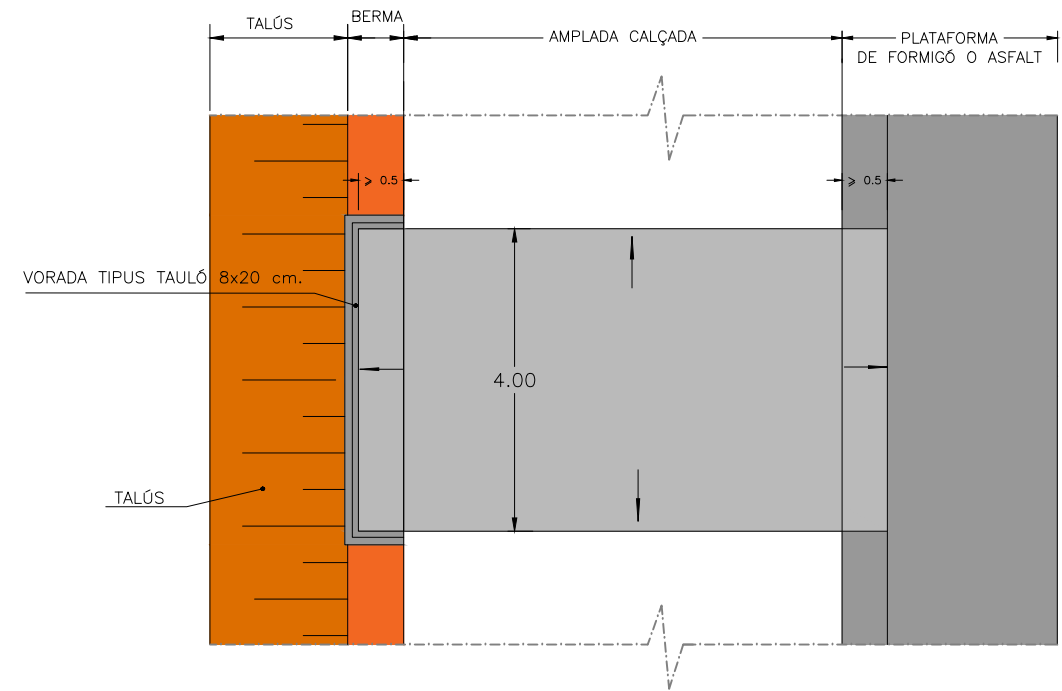 TALÚS
BERMA
AMPLADA CALÇADA
PLATAFORMA
DE FORMIGÓ O ASFALT
⩾ 0.5
⩾ 0.5
VORADA TIPUS TAULÓ 8x20 cm.
4.00
TALÚS